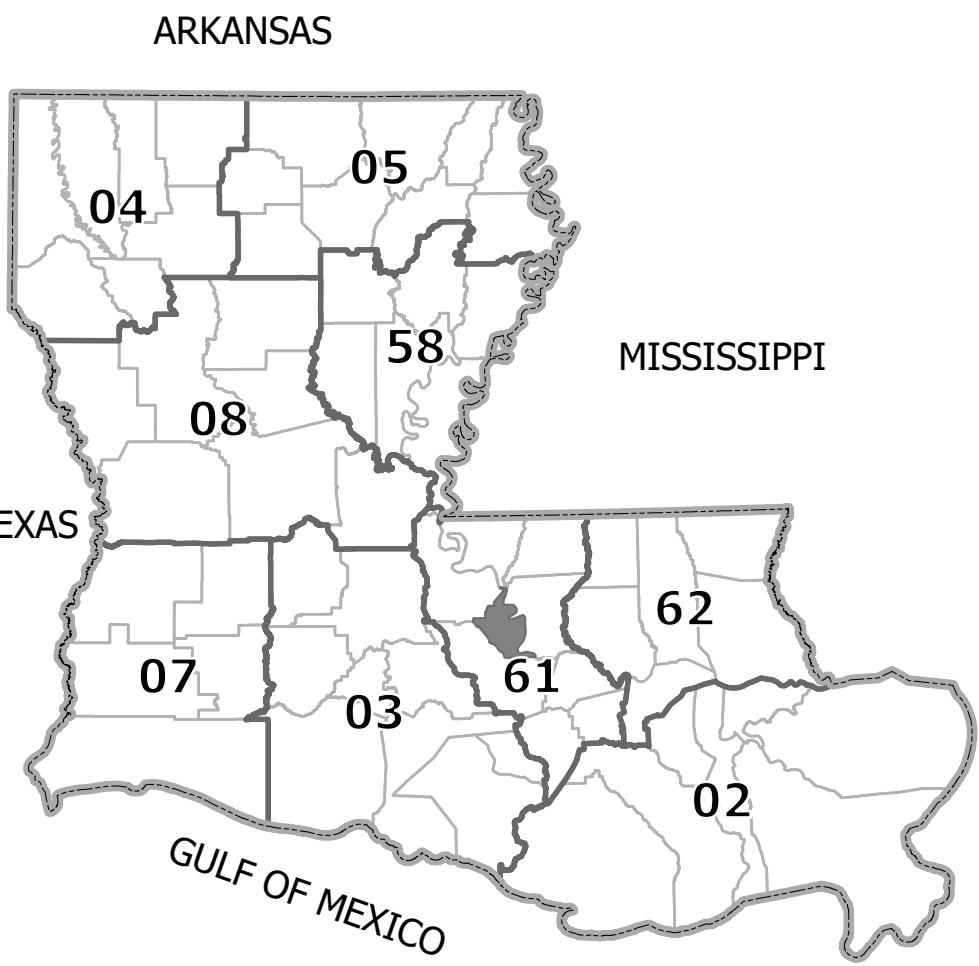 ARKANSAS
05
04
58
MISSISSIPPI
08
EXAS
62
61
07
03
02
GULF OF MEXICO